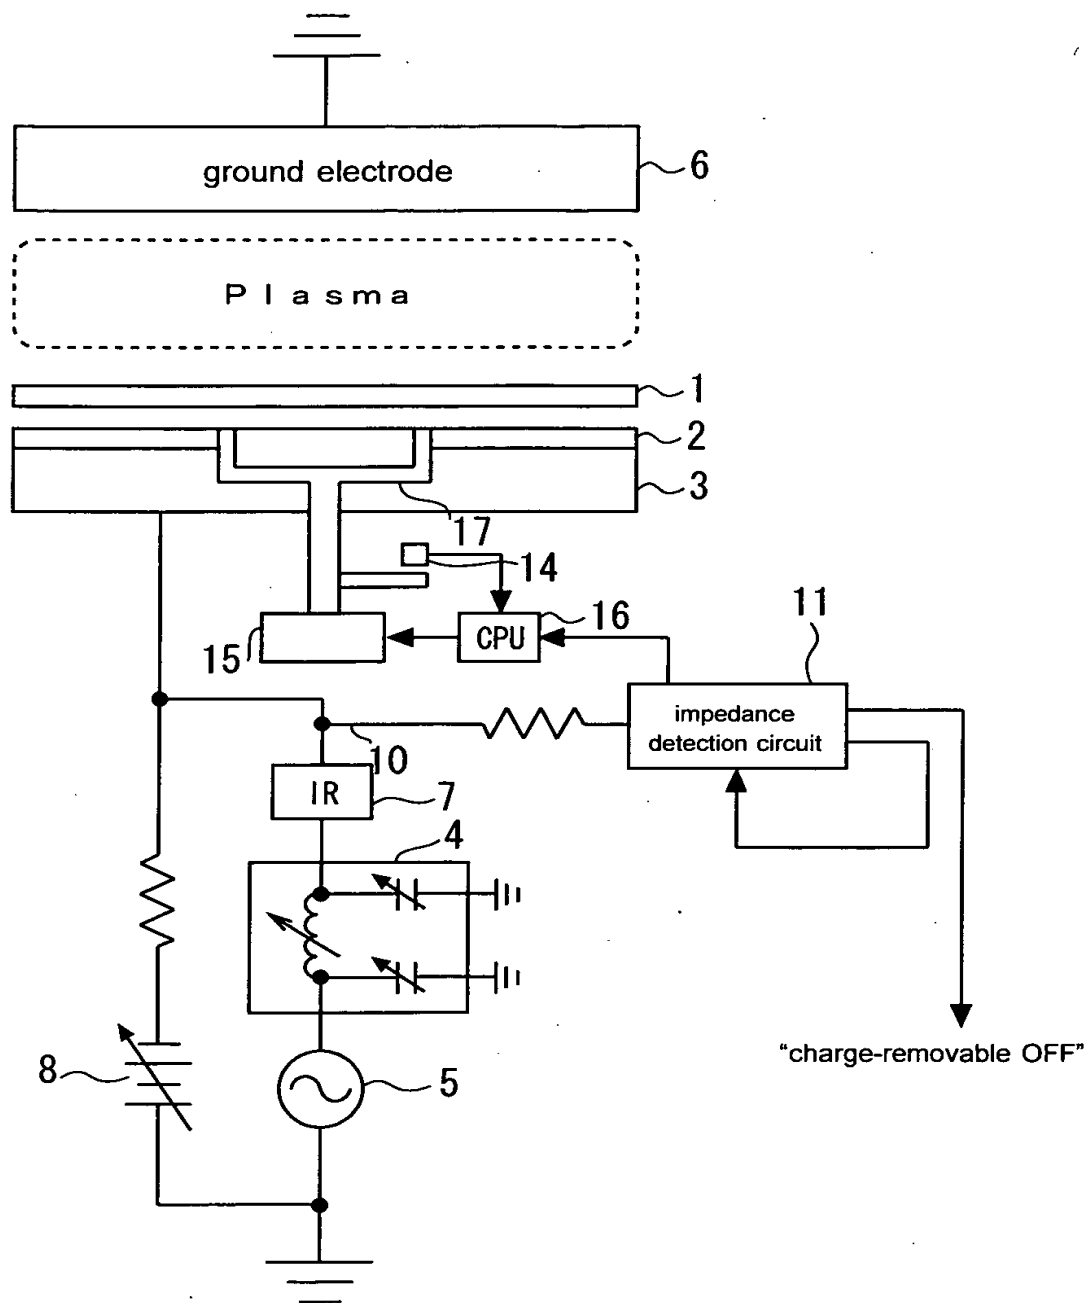 ground electrode
6
Plasma
1
2
3
17
14
16
11
CPU
15
impedance
detection circuit
10
IR
7
4
8
5
“charge-removable OFF”